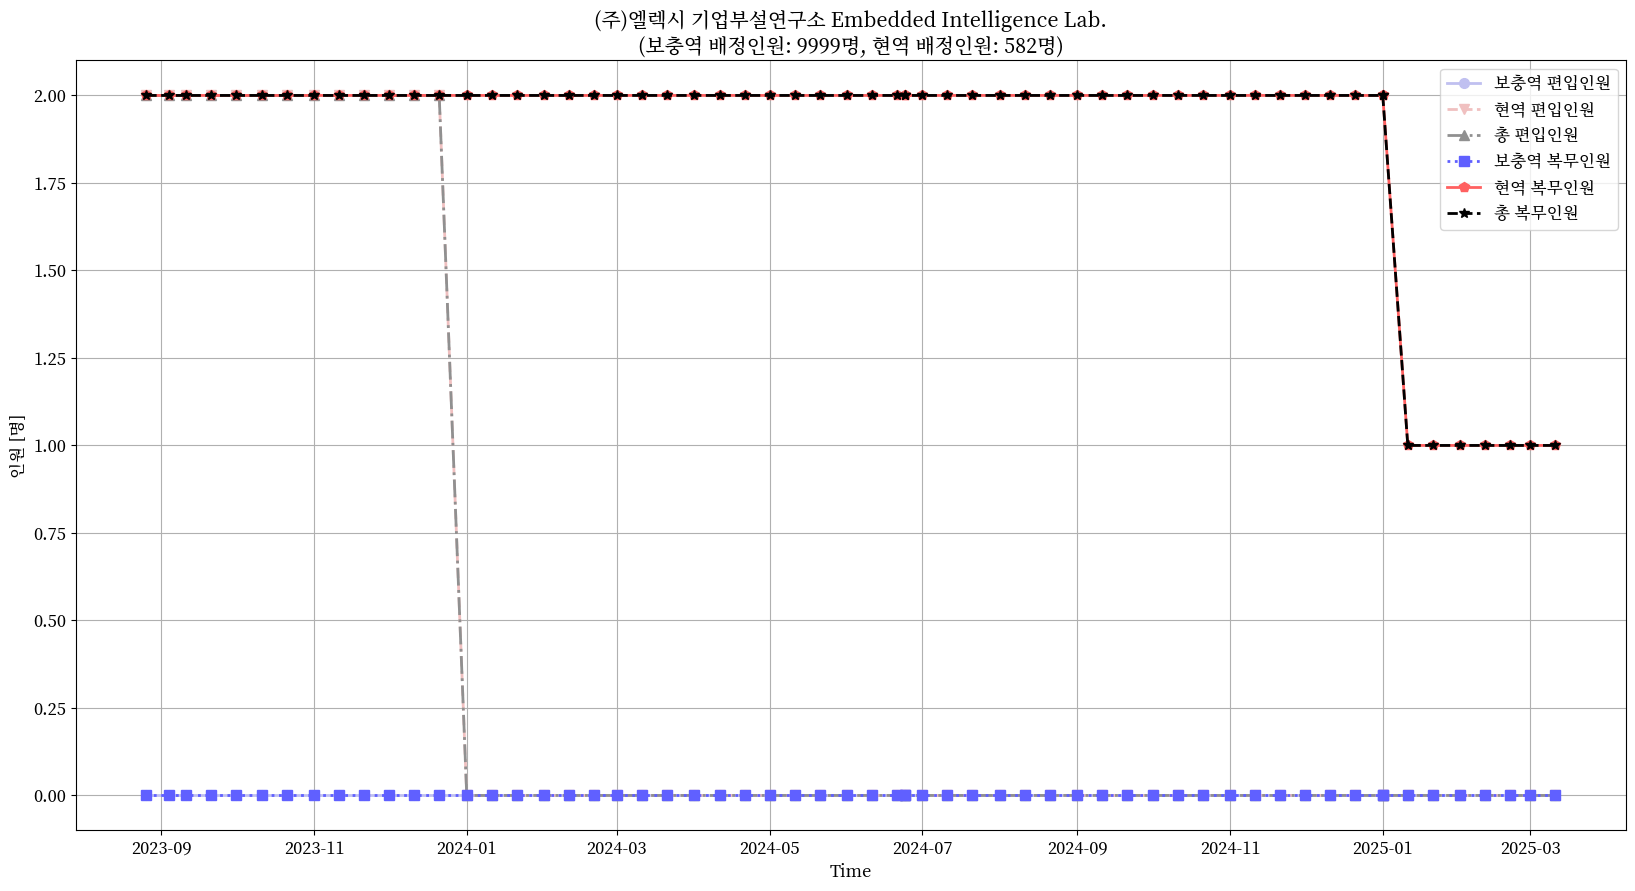 (주)엘렉시 기업부설연구소 Embedded Intelligence Lab.
(보충역 배정인원: 9999명, 현역 배정인원: 582명)
보충역 편입인원
현역 편입인원
총 편입인원
보충역 복무인원
현역 복무인원
총 복무인원
인원 [명]
2.00
1.75
1.50
1.25
1.00
0.75
0.50
0.25
0.00
2023-09 2023-11 2024-01 2024-03 2024-05 2024-07 2024-09 2024-11 2025-01 2025-03
Time